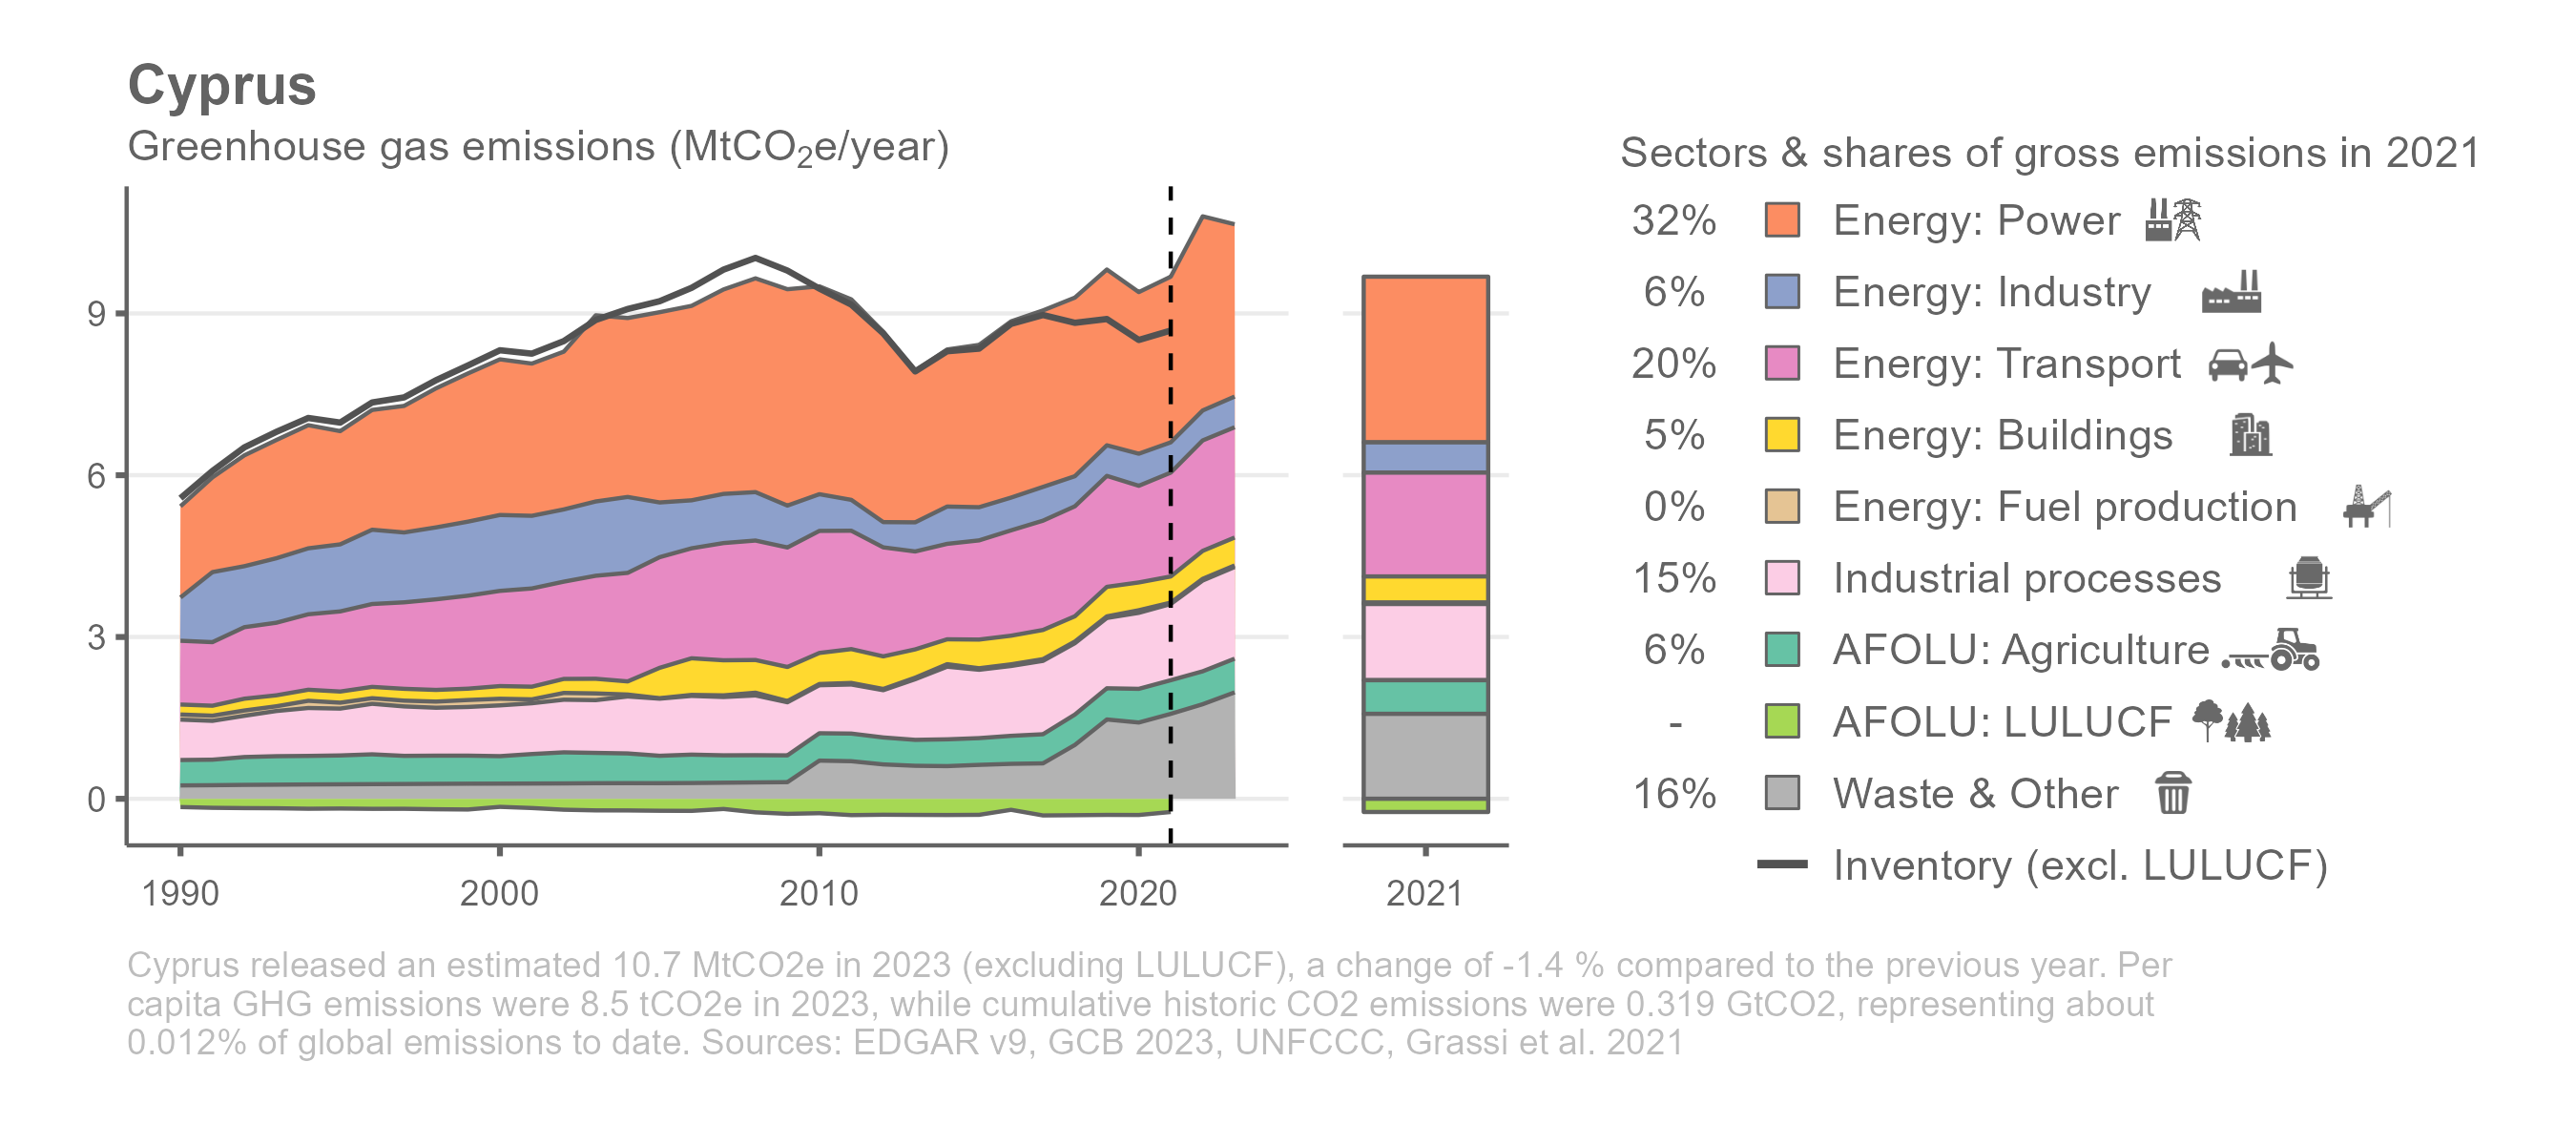 Cyprus
Greenhouse gas emissions (MtCO₂e/year)
9
6
3
0
1990
2000
2010
2020
2021
Sectors & shares of gross emissions in 2021
32% Energy: Power
6% Energy: Industry
20% Energy: Transport
5% Energy: Buildings
0% Energy: Fuel production
15% Industrial processes
6% AFOLU: Agriculture
- AFOLU: LULUCF
16% Waste & Other
Inventory (excl. LULUCF)
Cyprus released an estimated 10.7 MtCO2e in 2023 (excluding LULUCF), a change of -1.4 % compared to the previous year. Per
capita GHG emissions were 8.5 tCO2e in 2023, while cumulative historic CO2 emissions were 0.319 GtCO2, representing about
0.012% of global emissions to date. Sources: EDGAR v9, GCB 2023, UNFCCC, Grassi et al. 2021